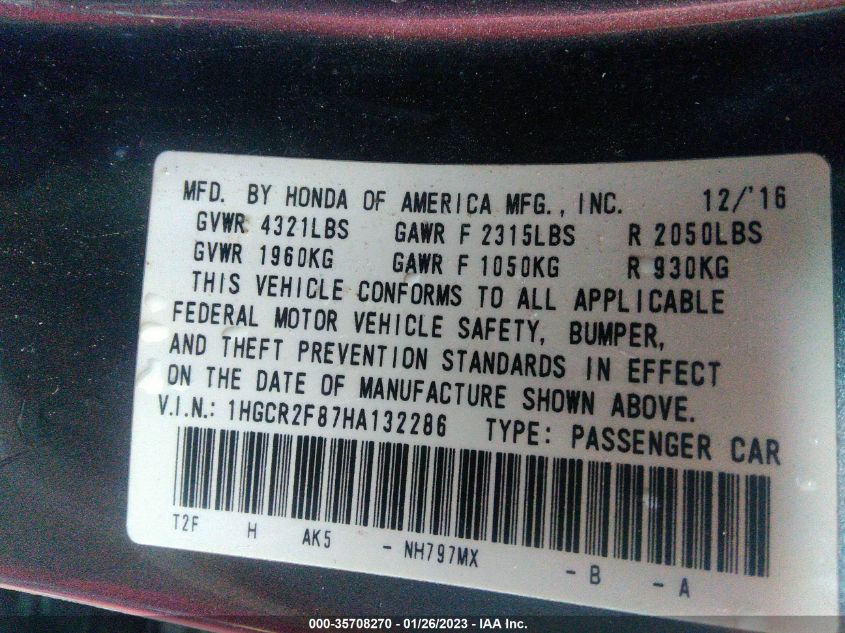 MFD. BY HONDA OF AMERICA MFG., INC. 12/'16
GVWR 4321LBS GAWR F 2315LBS R 2050LBS
GVWR 1960KG GAWR F 1050KG R 930KG
THIS VEHICLE CONFORMS TO ALL APPLICABLE
FEDERAL MOTOR VEHICLE SAFETY, BUMPER,
AND THEFT PREVENTION STANDARDS IN EFFECT
ON THE DATE OF MANUFACTURE SHOWN ABOVE.
V.I.N.: 1HGCR2F87HA132286 TYPE: PASSENGER CAR
T2F H AK5 - NH797MX - B - A
000-35708270 - 01/26/2023 - IAA Inc.